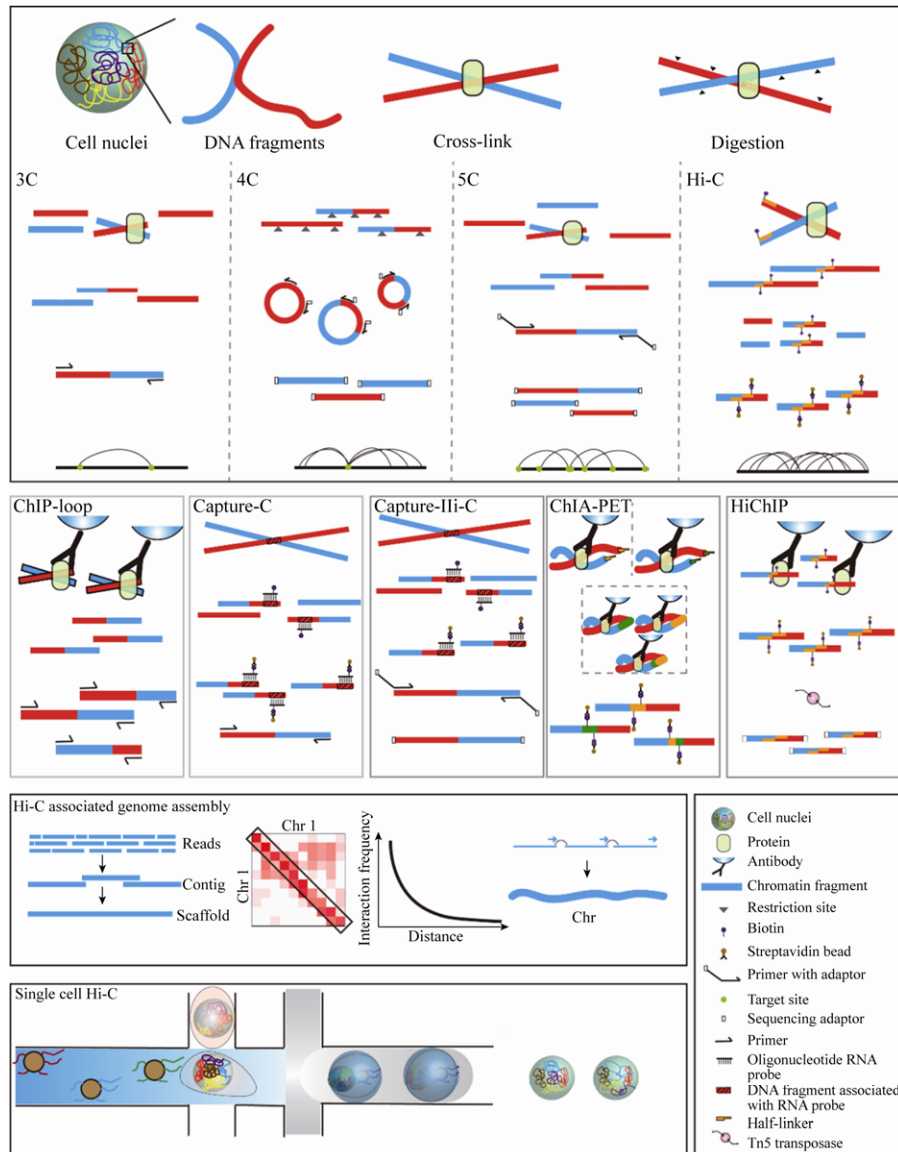 Cell nuclei
DNA fragments
Cross-link
Digestion
3C
4C
5C
Hi-C
ChIP-loop
Capture-C
Capture-IIi-C
ChIA-PET
HiChIP
Hi-C associated genome assembly
Reads
Contig
Scaffold
Chr 1
Chr 1
Interaction frequency
Distance
Chr
Single cell Hi-C
Cell nuclei
Protein
Antibody
Chromatin fragment
Restriction site
Biotin
Streptavidin bead
Primer with adaptor
Target site
Sequencing adaptor
Primer
Oligonucleotide RNA
probe
DNA fragment associated
with RNA probe
Half-linker
Tn5 transposase